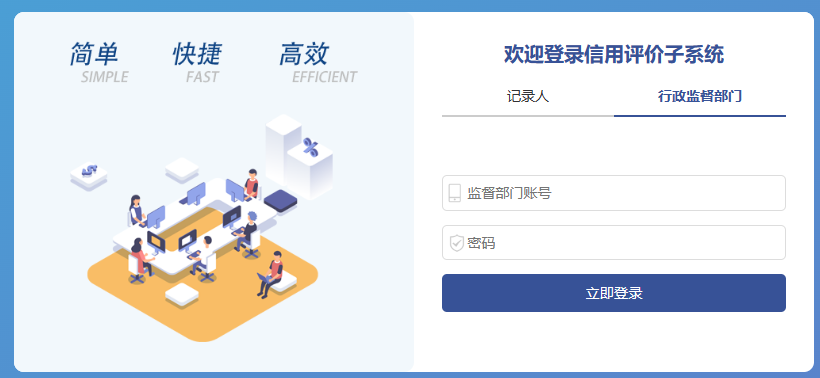 简单 快捷 高效
SIMPLE FAST EFFICIENT
欢迎登录信用评价子系统
记录人 行政监督部门
监督部门账号
密码
立即登录